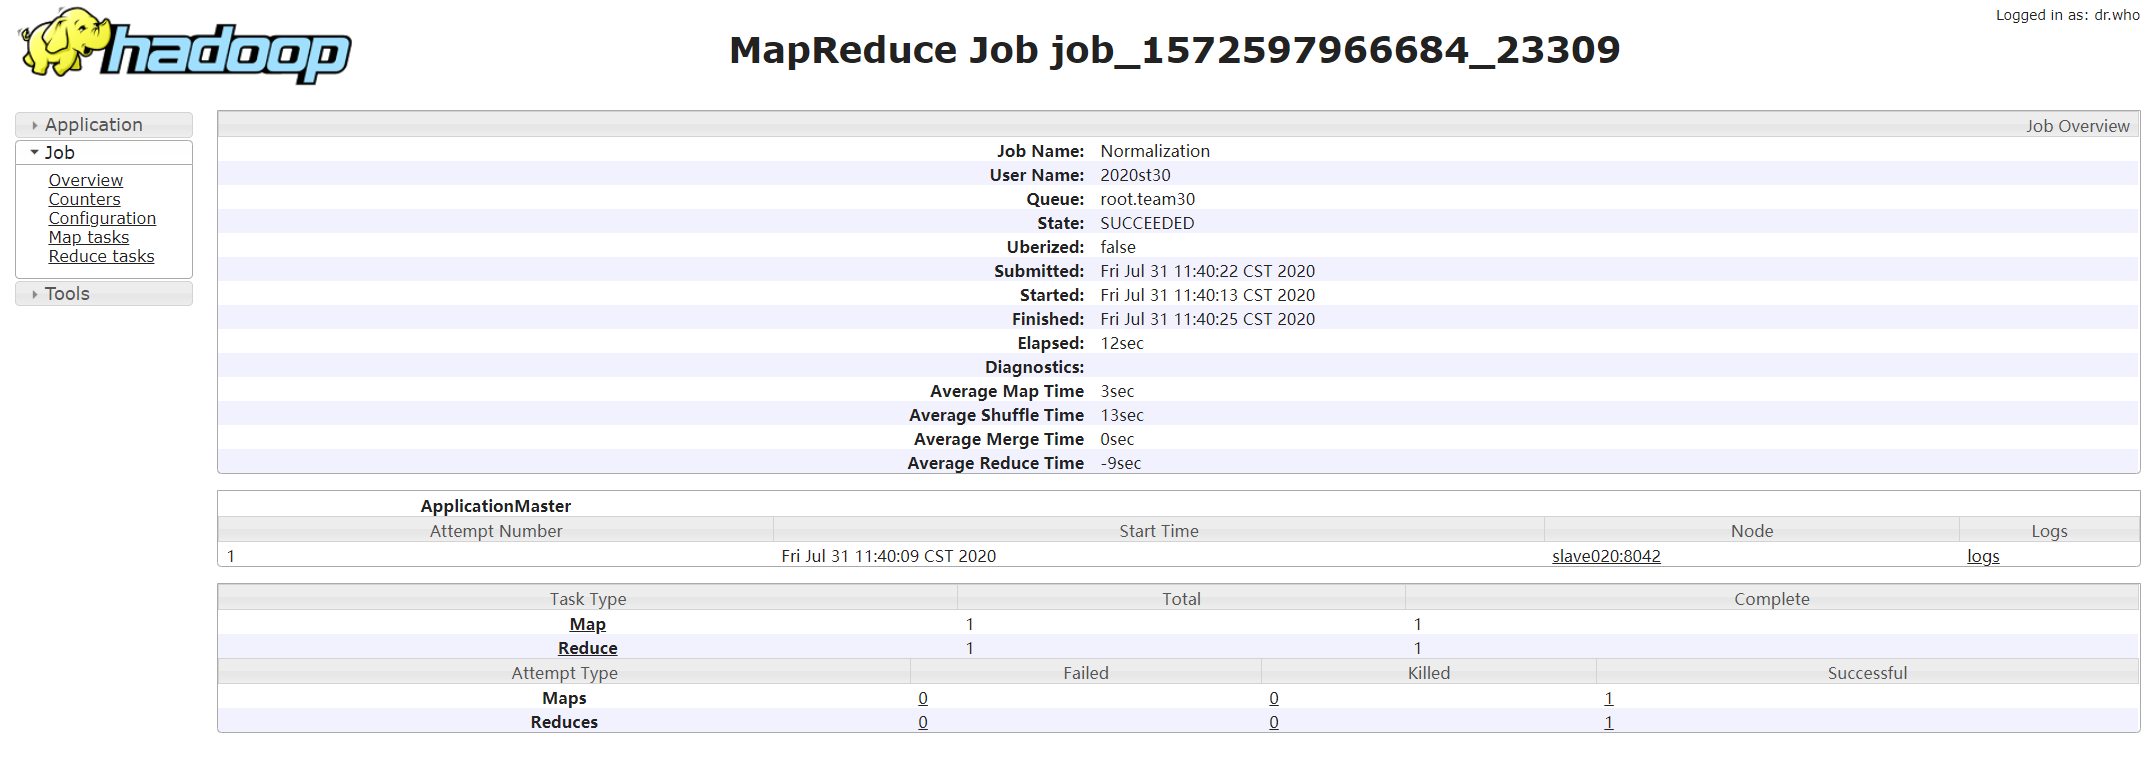 hadoop
Logged in as: dr.who
MapReduce Job job_1572597966684_23309
Application
Job
Overview
Counters
Configuration
Map tasks
Reduce tasks
Tools
Job Overview
Job Name: Normalization
User Name: 2020st30
Queue: root.team30
State: SUCCEEDED
Uberized: false
Submitted: Fri Jul 31 11:40:22 CST 2020
Started: Fri Jul 31 11:40:13 CST 2020
Finished: Fri Jul 31 11:40:25 CST 2020
Elapsed: 12sec
Diagnostics:
Average Map Time 3sec
Average Shuffle Time 13sec
Average Merge Time 0sec
Average Reduce Time -9sec
ApplicationMaster
Attempt Number Start Time Node Logs
1 Fri Jul 31 11:40:09 CST 2020 slave020:8042 logs
Task Type Total Complete
Map 1 1
Reduce 1 1
Attempt Type Failed Killed Successful
Maps 0 0 1
Reduces 0 0 1